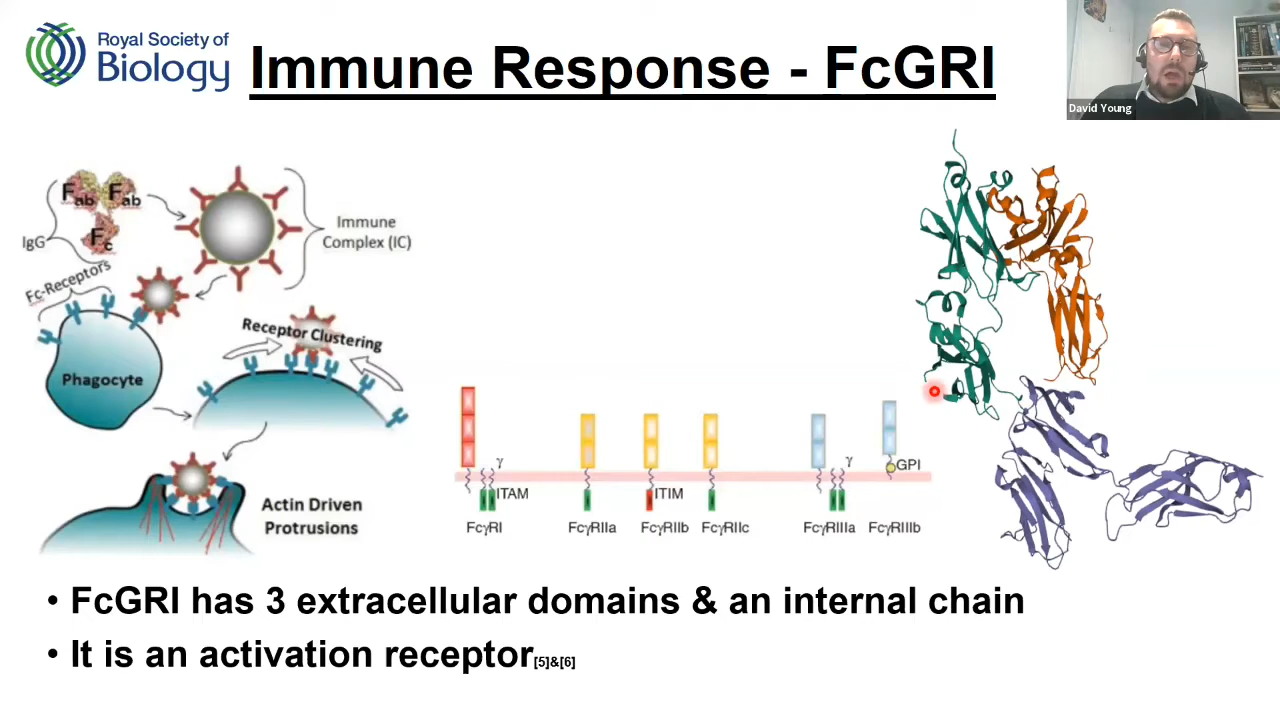 Royal Society of
Biology
Immune Response - FcGRI
David Young
Fab
Fab
Fc
IgG
Immune
Complex (IC)
Fc-Receptors
Receptor Clustering
Phagocyte
Actin Driven
Protrusions
γ
ITAM
ITIM
γ
GPI
FcγRI
FcγRIIa
FcγRIIb
FcγRIIc
FcγRIIIa
FcγRIIIb
• FcGRI has 3 extracellular domains & an internal chain
• It is an activation receptor[5]&[6]